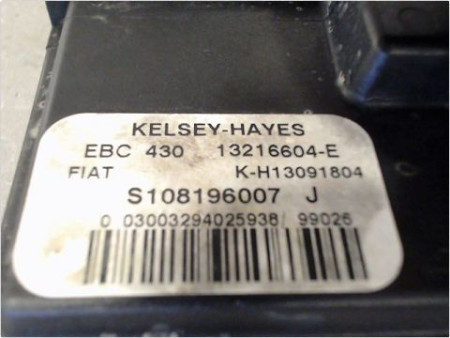 KELSEY-HAYES
EBC 430 13216604-E
FIAT K-H13091804
S108196007 J
0 03003294025938 99026